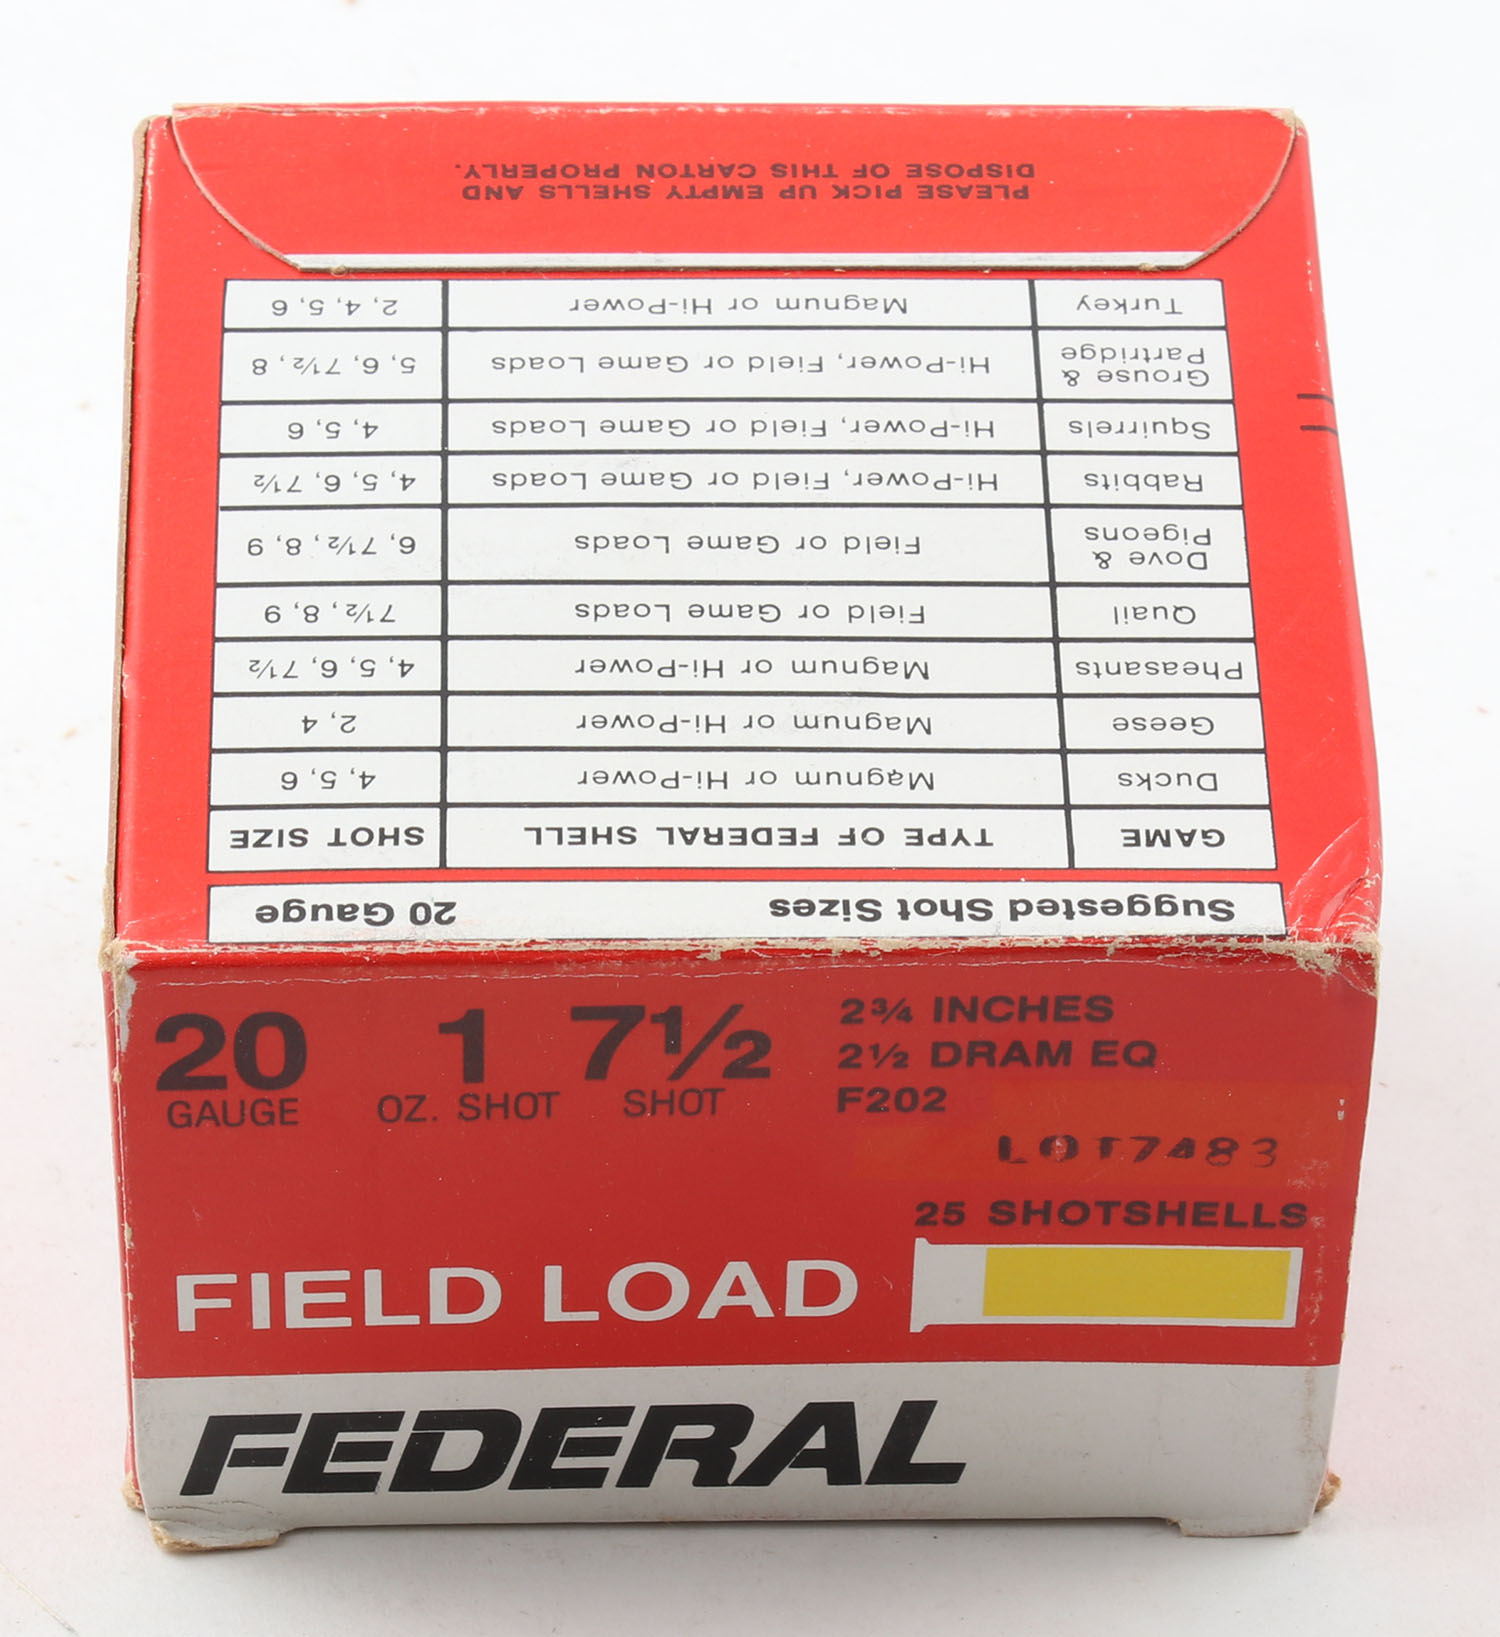 PLEASE PICK UP EMPTY SHELLS AND
DISPOSE OF THIS CARTON PROPERLY.
Suggested Shot Sizes 20 Gauge
GAME TYPE OF FEDERAL SHELL SHOT SIZE
Ducks Magnum or Hi-Power 4, 5, 6
Geese Magnum or Hi-Power 2, 4
Pheasants Magnum or Hi-Power 4, 5, 6, 7½
Quail Field or Game Loads 7½, 8, 9
Dove &
Pigeons Field or Game Loads 6, 7½, 8, 9
Rabbits Hi-Power, Field or Game Loads 4, 5, 6, 7½
Squirrels Hi-Power, Field or Game Loads 4, 5, 6
Grouse &
Partridge Hi-Power, Field or Game Loads 5, 6, 7½, 8
Turkey Magnum or Hi-Power 2, 4, 5, 6
20 1 7½
GAUGE OZ. SHOT SHOT
2¾ INCHES
2½ DRAM EQ
F202
LOT7483
25 SHOTSHELLS
FIELD LOAD
FEDERAL